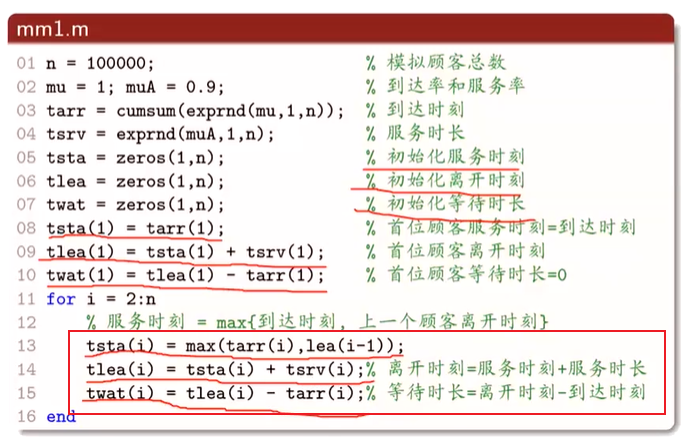 mm1.m
01 n = 100000; % 模拟顾客总数
02 mu = 1; muA = 0.9; % 到达率和服务率
03 tarr = cumsum(exprnd(mu,1,n)); % 到达时刻
04 tsrv = exprnd(muA,1,n); % 服务时长
05 tsta = zeros(1,n); % 初始化服务时刻
06 tlea = zeros(1,n); % 初始化离开时刻
07 twat = zeros(1,n); % 初始化等待时长
08 tsta(1) = tarr(1); % 首位顾客服务时刻=到达时刻
09 tlea(1) = tsta(1) + tsrv(1); % 首位顾客离开时刻
10 twat(1) = tlea(1) - tarr(1); % 首位顾客等待时长=0
11 for i = 2:n
12 % 服务时刻 = max{到达时刻, 上一个顾客离开时刻}
13 tsta(i) = max(tarr(i),lea(i-1));
14 tlea(i) = tsta(i) + tsrv(i);% 离开时刻=服务时刻+服务时长
15 twat(i) = tlea(i) - tarr(i);% 等待时长=离开时刻-到达时刻
16 end